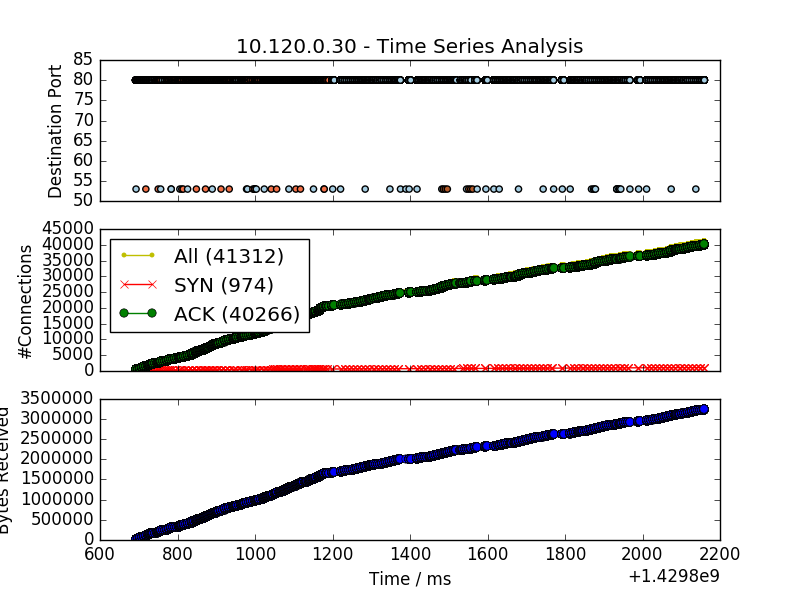 10.120.0.30 - Time Series Analysis
Destination Port
85
80
75
70
65
60
55
50
#Connections
45000
40000
35000
30000
25000
20000
15000
10000
5000
0
All (41312)
SYN (974)
ACK (40266)
Bytes Received
3500000
3000000
2500000
2000000
1500000
1000000
500000
0
600 800 1000 1200 1400 1600 1800 2000 2200
Time / ms
+1.4298e9